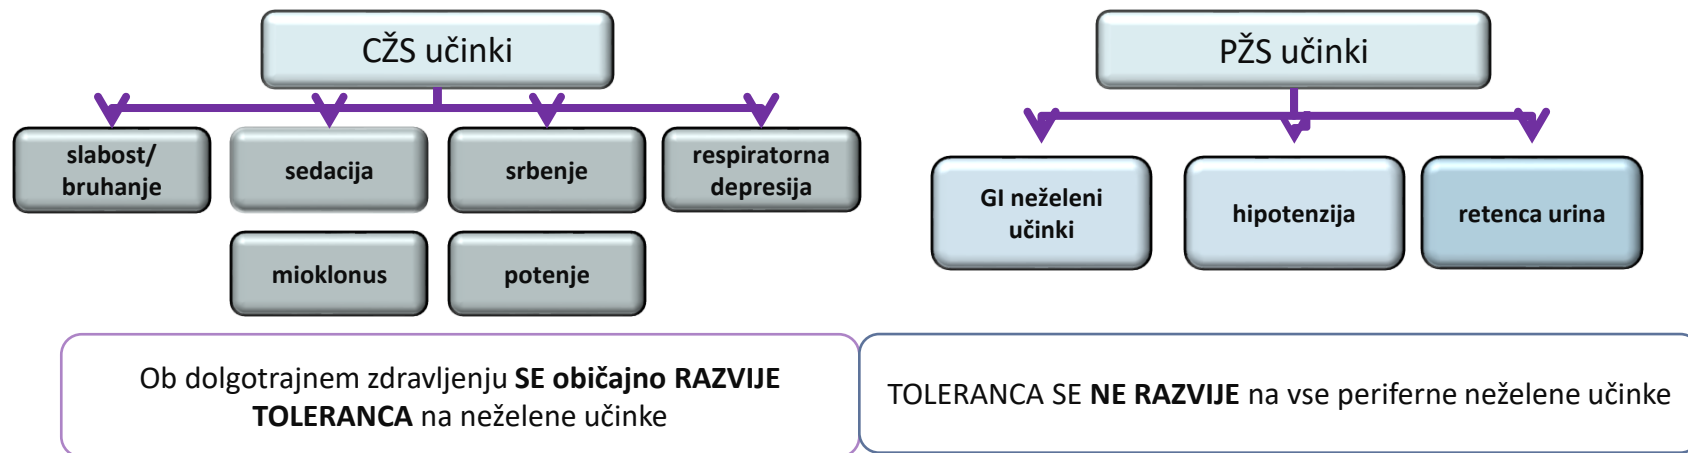 CŽS učinki
slabost/
bruhanje
sedacija
srbenje
respiratorna
depresija
mioklonus
potenje
Ob dolgotrajnem zdravljenju SE običajno RAZVIJE
TOLERANCA na neželene učinke
PŽS učinki
GI neželeni
učinki
hipotenzija
retenca urina
TOLERANCA SE NE RAZVIJE na vse periferne neželene učinke